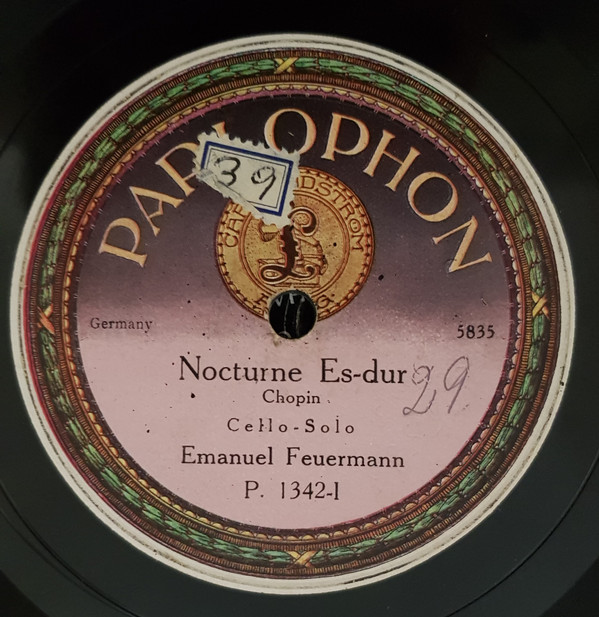 PARLOPHON
39
Germany
5835
Nocturne Es-dur
29
Chopin
Cello-Solo
Emanuel Feuermann
P. 1342-I